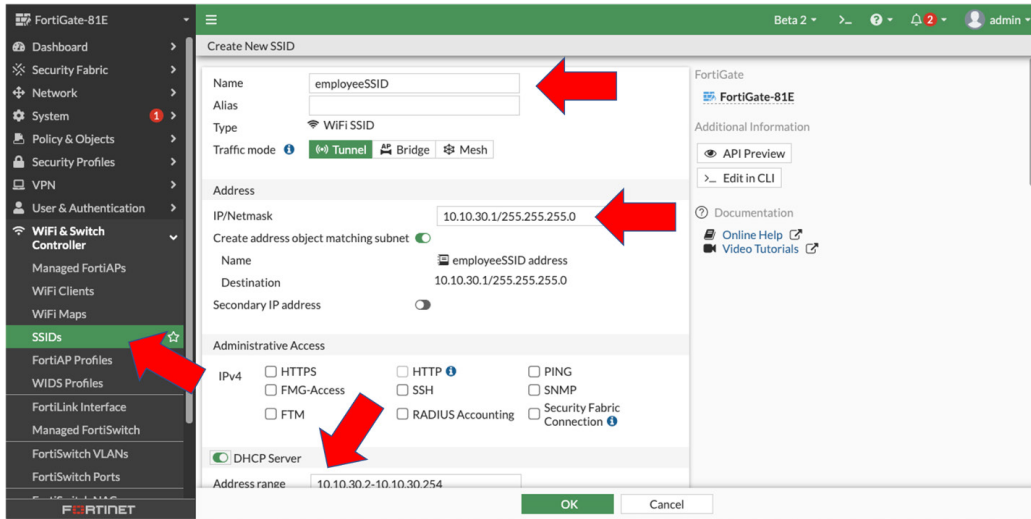 FortiGate-81E
Beta 2
>_
2
admin
Dashboard
Security Fabric
Network
System 1
Policy & Objects
Security Profiles
VPN
User & Authentication
WiFi & Switch
Controller
Managed FortiAPs
WiFi Clients
WiFi Maps
SSIDs
FortiAP Profiles
WIDS Profiles
FortiLink Interface
Managed FortiSwitch
FortiSwitch VLANs
FortiSwitch Ports
FORTINET
Create New SSID
Name employeeSSID
Alias
Type WiFi SSID
Traffic mode Tunnel AP Bridge Mesh
Address
IP/Netmask 10.10.30.1/255.255.255.0
Create address object matching subnet
Name employeeSSID address
Destination 10.10.30.1/255.255.255.0
Secondary IP address
Administrative Access
IPv4 HTTPS HTTP PING
FMG-Access SSH SNMP
FTM RADIUS Accounting Security Fabric
Connection
DHCP Server
Address range 10.10.30.2-10.10.30.254
OK Cancel
FortiGate
FortiGate-81E
Additional Information
API Preview
>_ Edit in CLI
Documentation
Online Help
Video Tutorials